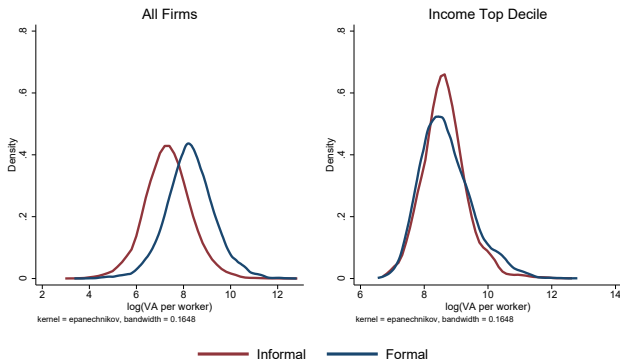 All Firms
Density
.8
.6
.4
.2
0
2 4 6 8 10 12
log(VA per worker)
kernel = epanechnikov, bandwidth = 0.1648
Income Top Decile
Density
.8
.6
.4
.2
0
6 8 10 12 14
log(VA per worker)
kernel = epanechnikov, bandwidth = 0.1648
Informal Formal